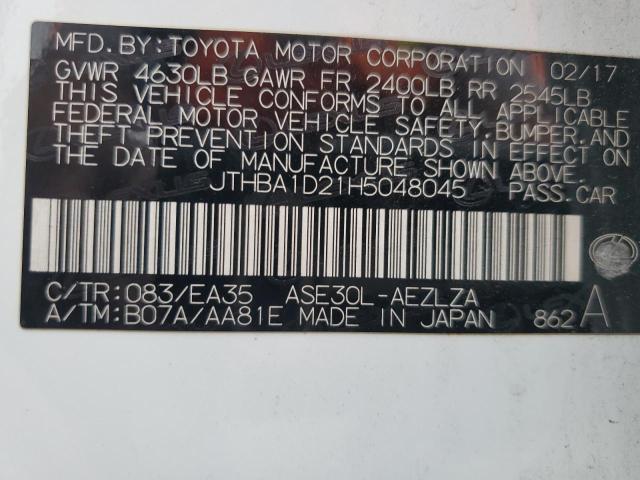 MFD.BY: TOYOTA MOTOR CORPORATION 02/17
GVWR 4630LB GAWR FR 2400LB RR 2545LB
THIS VEHICLE CONFORMS TO ALL APPLICABLE
FEDERAL MOTOR VEHICLE SAFETY,BUMPER,AND
THEFT PREVENTION STANDARDS IN EFFECT ON
THE DATE OF MANUFACTURE SHOWN ABOVE.
JTHBA1D21H5048045 PASS.CAR
C/TR:083/EA35 ASE30L-AEZLZA
A/TM:B07A/AA81E MADE IN JAPAN 862 A